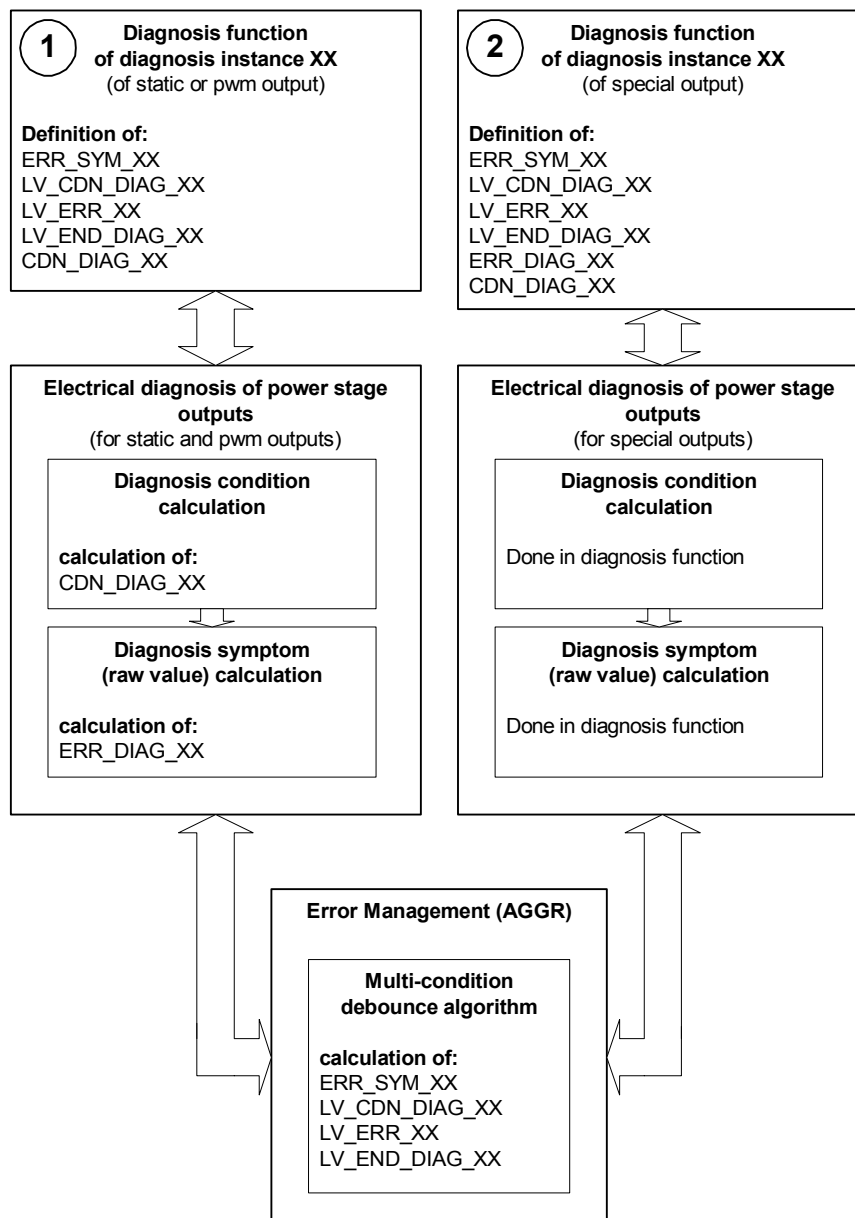 1
Diagnosis function
of diagnosis instance XX
(of static or pwm output)
Definition of:
ERR_SYM_XX
LV_CDN_DIAG_XX
LV_ERR_XX
LV_END_DIAG_XX
CDN_DIAG_XX
2
Diagnosis function
of diagnosis instance XX
(of special output)
Definition of:
ERR_SYM_XX
LV_CDN_DIAG_XX
LV_ERR_XX
LV_END_DIAG_XX
ERR_DIAG_XX
CDN_DIAG_XX
Electrical diagnosis of power stage
outputs
(for static and pwm outputs)
Diagnosis condition
calculation
calculation of:
CDN_DIAG_XX
Diagnosis symptom
(raw value) calculation
calculation of:
ERR_DIAG_XX
Electrical diagnosis of power stage
outputs
(for special outputs)
Diagnosis condition
calculation
Done in diagnosis function
Diagnosis symptom
(raw value) calculation
Done in diagnosis function
Error Management (AGGR)
Multi-condition
debounce algorithm
calculation of:
ERR_SYM_XX
LV_CDN_DIAG_XX
LV_ERR_XX
LV_END_DIAG_XX